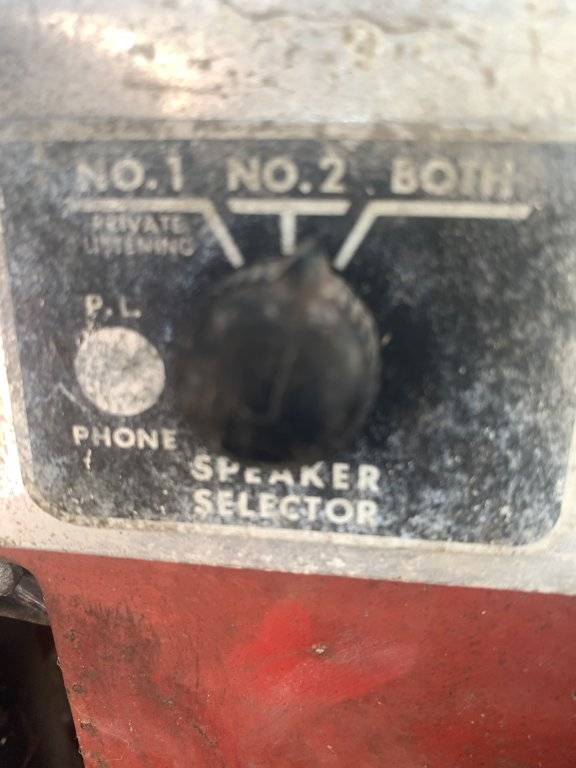 NO.1 NO.2 BOTH
PRIVATE
LISTENING
P.L.
PHONE
SPEAKER
SELECTOR